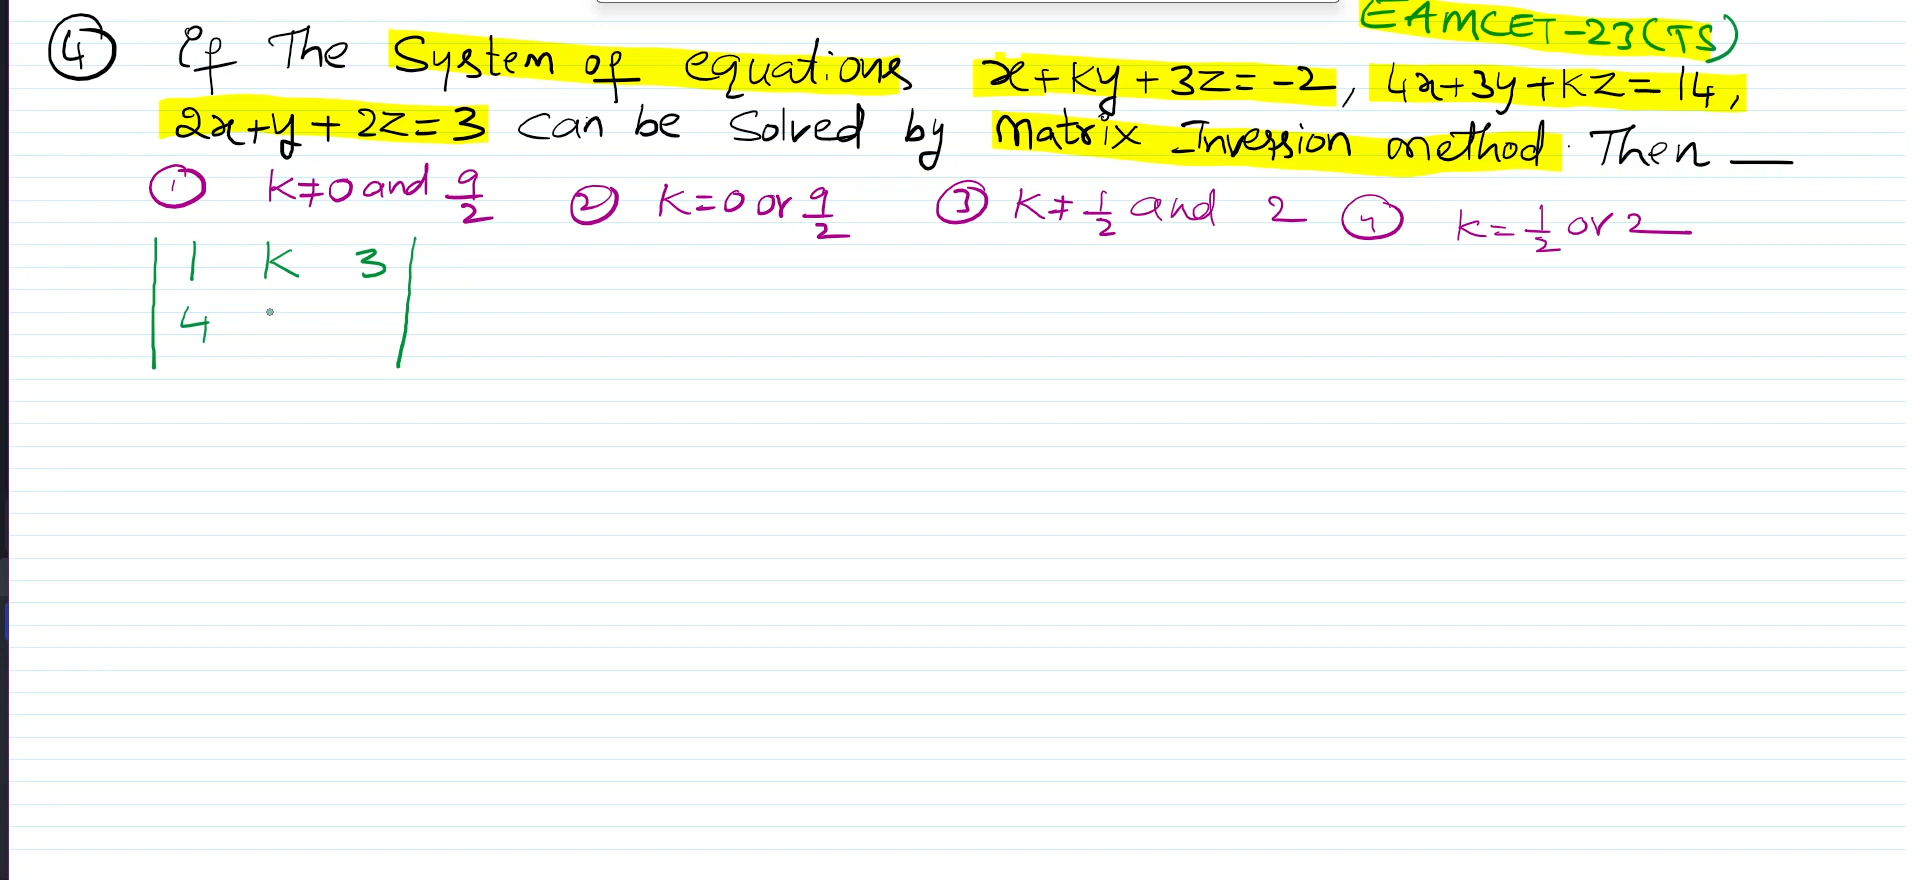 EAMCET-23(TS)
④ If The System of equations x+ky+3z=-2, 4x+3y+kz=14,
2x+y+2z=3 can be Solved by Matrix Inversion method. Then —
① k≠0 and 9/2 ② k=0 or 9/2 ③ k≠1/2 and 2 ④ k=1/2 or 2
| 1 k 3 |
| 4 |